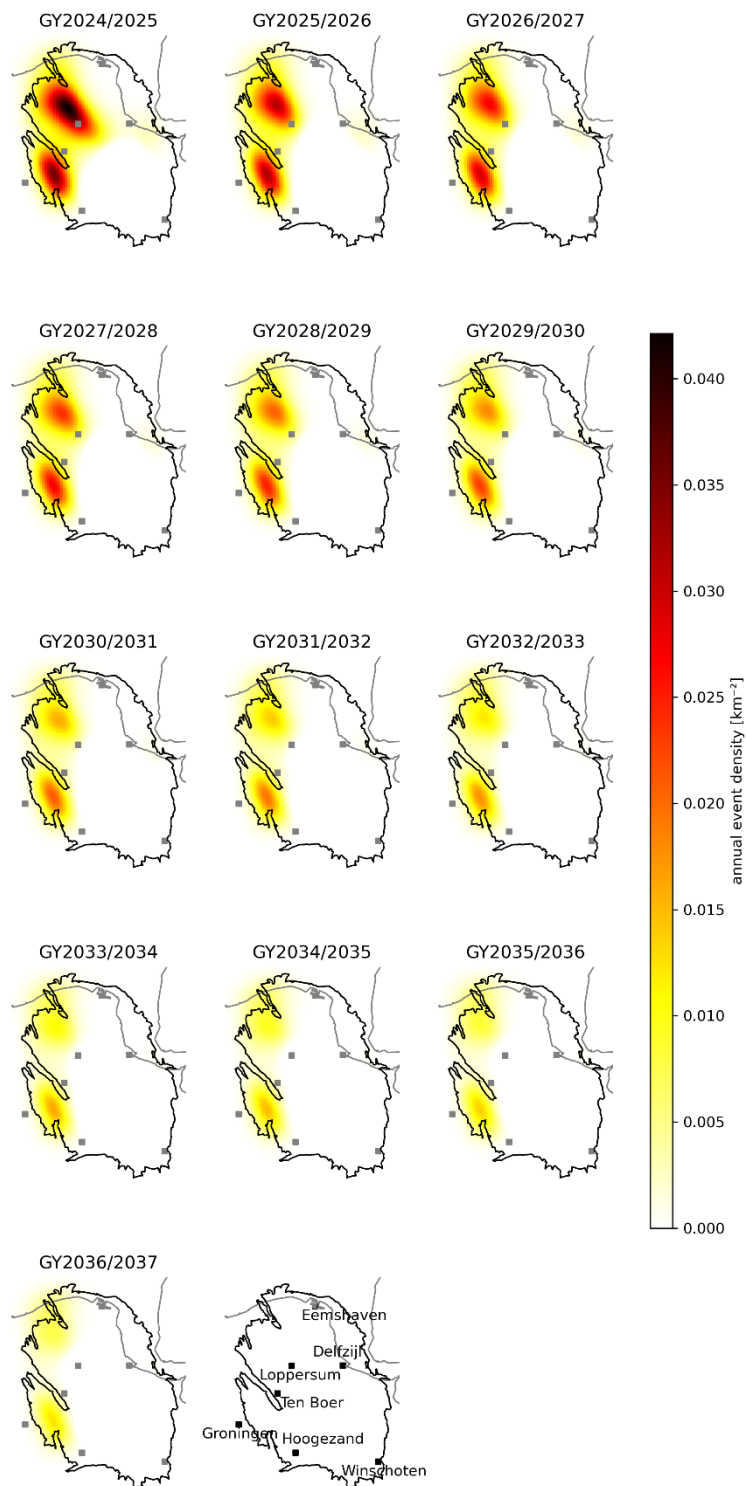 GY2024/2025 GY2025/2026 GY2026/2027
GY2027/2028 GY2028/2029 GY2029/2030
GY2030/2031 GY2031/2032 GY2032/2033
GY2033/2034 GY2034/2035 GY2035/2036
GY2036/2037
Eemshaven
Delfzijl
Loppersum
Ten Boer
Groningen
Hoogezand
Winschoten
0.040
0.035
0.030
0.025
0.020
0.015
0.010
0.005
0.000
annual event density [km⁻²]